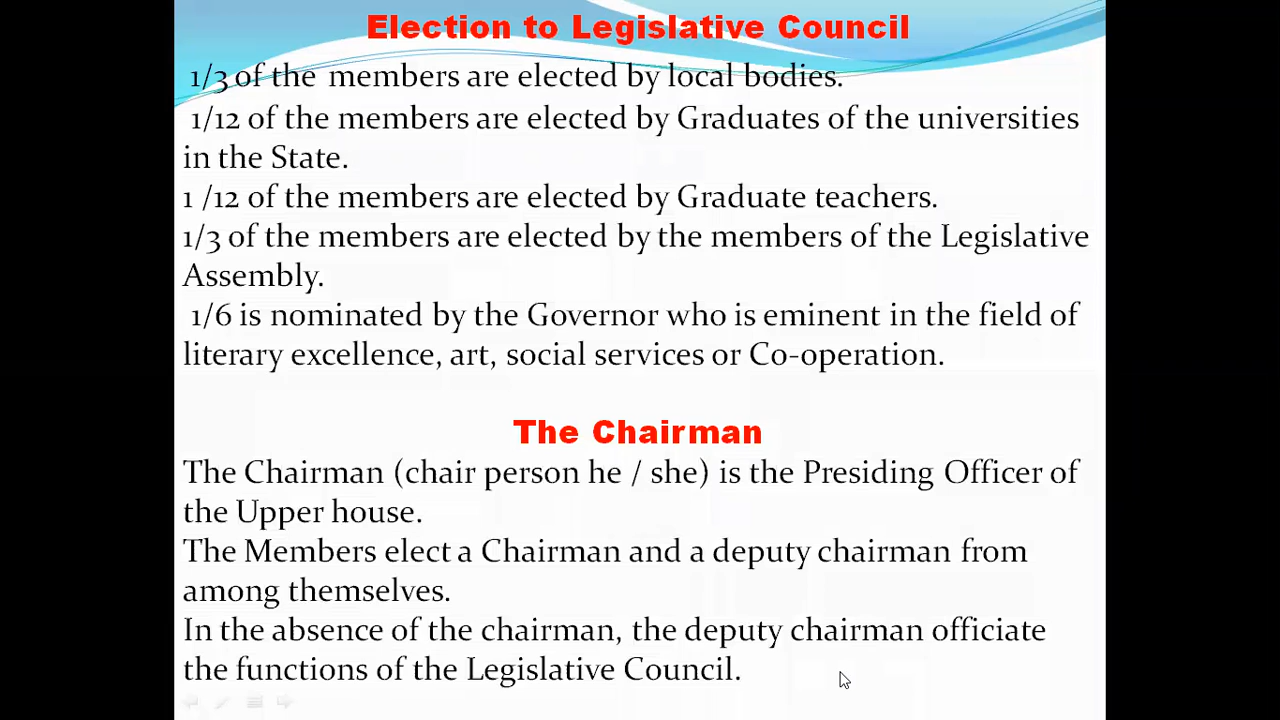 Election to Legislative Council
1/3 of the members are elected by local bodies.
1/12 of the members are elected by Graduates of the universities
in the State.
1 /12 of the members are elected by Graduate teachers.
1/3 of the members are elected by the members of the Legislative
Assembly.
1/6 is nominated by the Governor who is eminent in the field of
literary excellence, art, social services or Co-operation.
The Chairman
The Chairman (chair person he / she) is the Presiding Officer of
the Upper house.
The Members elect a Chairman and a deputy chairman from
among themselves.
In the absence of the chairman, the deputy chairman officiate
the functions of the Legislative Council.